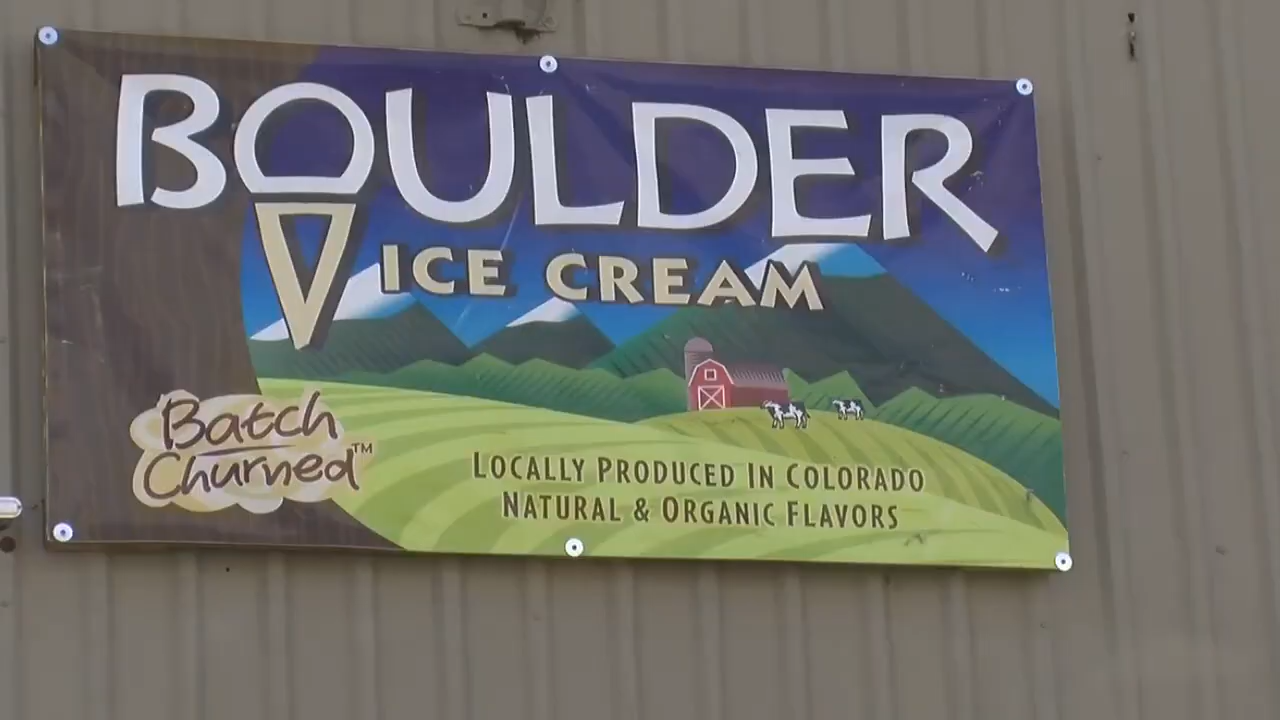 BOULDER
ICE CREAM
Batch
Churned™
LOCALLY PRODUCED IN COLORADO
NATURAL & ORGANIC FLAVORS